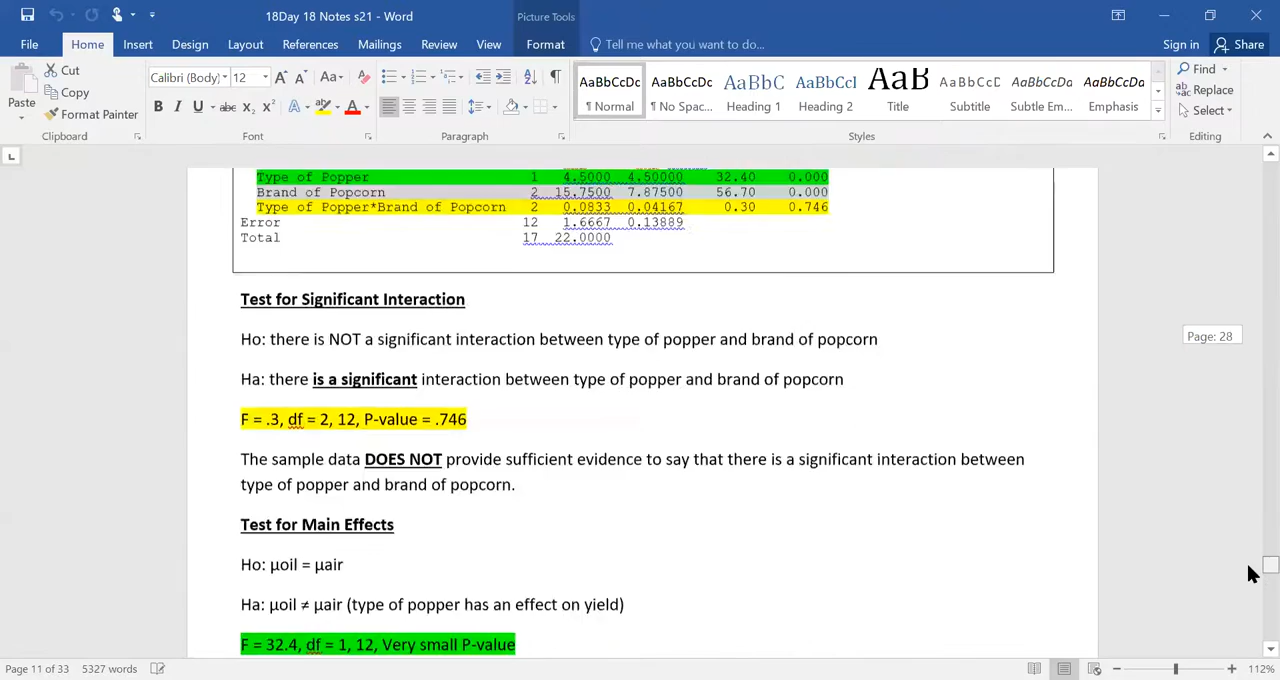 18Day 18 Notes s21 - Word
Picture Tools
File Home Insert Design Layout References Mailings Review View Format Tell me what you want to do... Sign in Share
Paste
Cut
Copy
Format Painter
Clipboard
Calibri (Body) 12 A A Aa
B I U abc X₂ X² A A
Font
Paragraph
AaBbCcDc AaBbCcDc AaBbC AaBbCcI AaB AaBbCcD AaBbCcDa AaBbCcDa
¶ Normal ¶ No Spac... Heading 1 Heading 2 Title Subtitle Subtle Em... Emphasis
Styles
Find
Replace
Select
Editing
L
Type of Popper 1 4.5000 4.50000 32.40 0.000
Brand of Popcorn 2 15.7500 7.87500 56.70 0.000
Type of Popper*Brand of Popcorn 2 0.0833 0.04167 0.30 0.746
Error 12 1.6667 0.13889
Total 17 22.0000
Test for Significant Interaction
Ho: there is NOT a significant interaction between type of popper and brand of popcorn
Page: 28
Ha: there is a significant interaction between type of popper and brand of popcorn
F = .3, df = 2, 12, P-value = .746
The sample data DOES NOT provide sufficient evidence to say that there is a significant interaction between
type of popper and brand of popcorn.
Test for Main Effects
Ho: μoil = μair
Ha: μoil ≠ μair (type of popper has an effect on yield)
F = 32.4, df = 1, 12, Very small P-value
Page 11 of 33 5327 words
112%